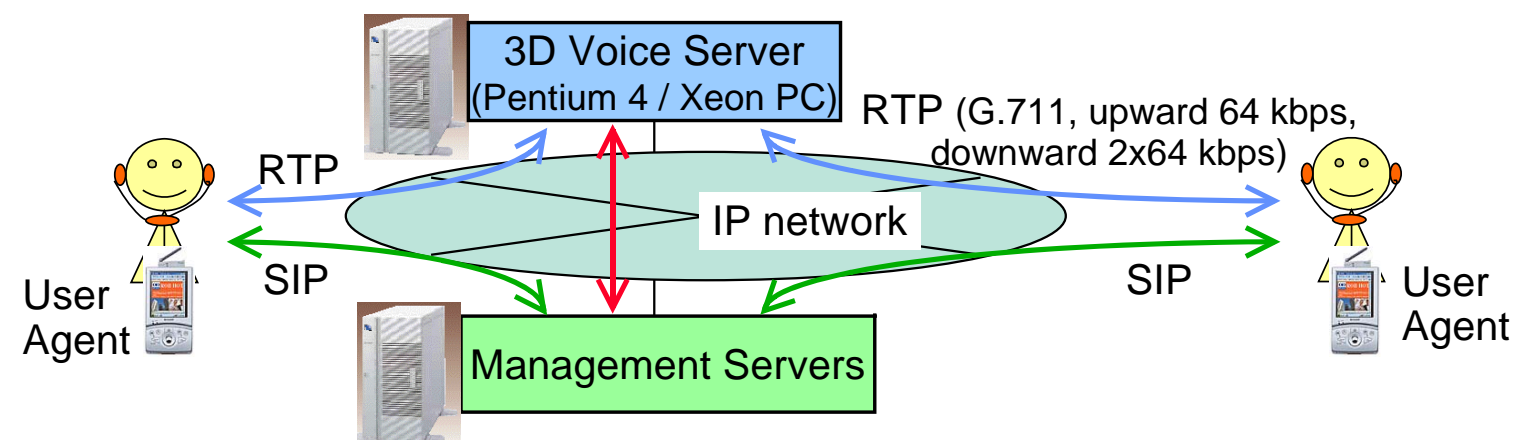 3D Voice Server
(Pentium 4 / Xeon PC)
RTP (G.711, upward 64 kbps,
downward 2x64 kbps)
RTP
IP network
SIP
SIP
User
Agent
User
Agent
Management Servers